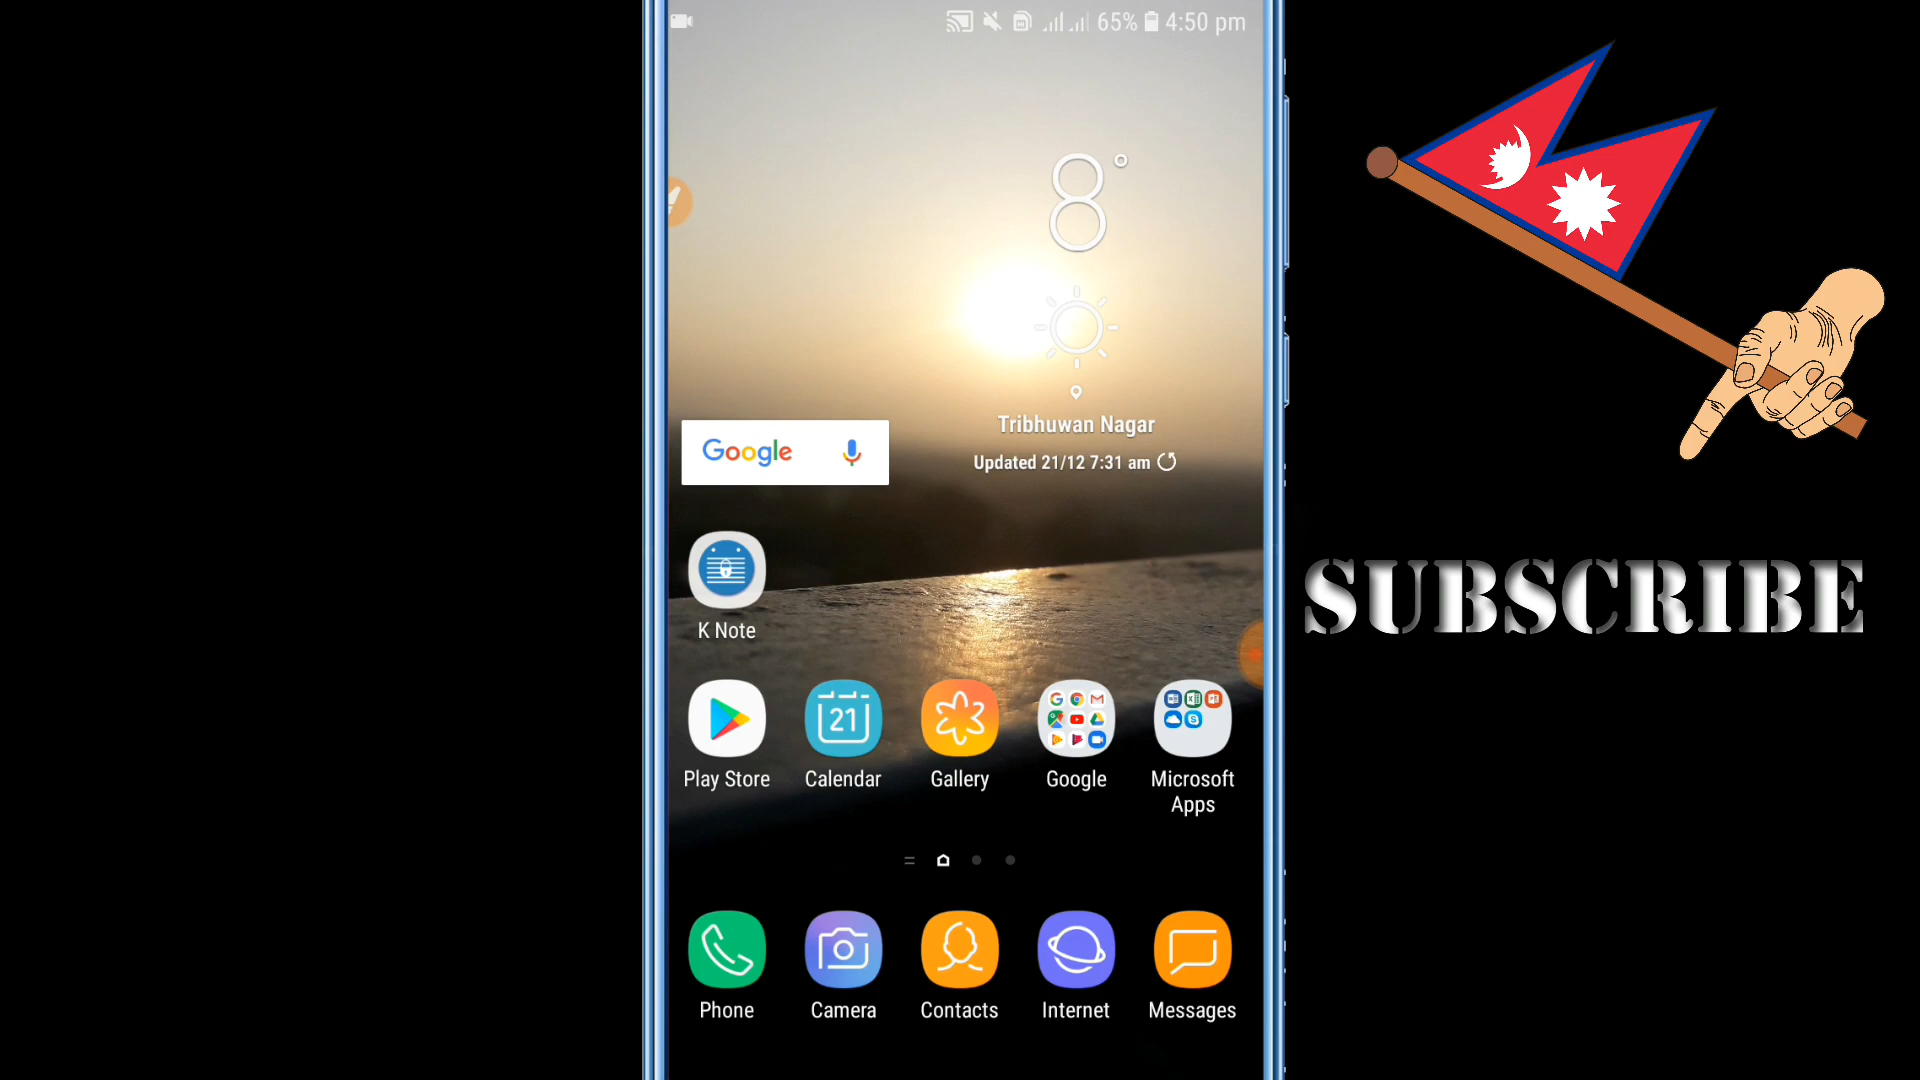 65% 4:50 pm
8°
Tribhuwan Nagar
Updated 21/12 7:31 am
Google
K Note
21
Play Store
Calendar
Gallery
Google
Microsoft
Apps
Phone
Camera
Contacts
Internet
Messages
SUBSCRIBE